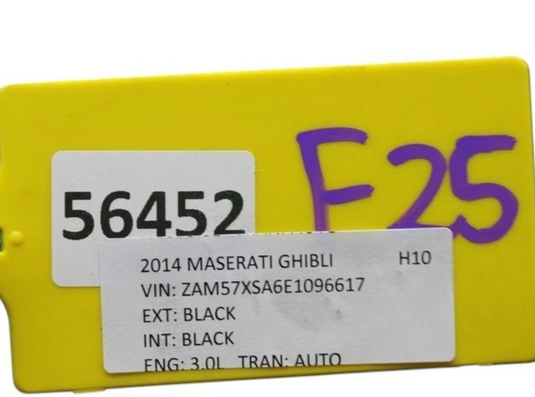 56452
F25
2014 MASERATI GHIBLI H10
VIN: ZAM57XSA6E1096617
EXT: BLACK
INT: BLACK
ENG: 3.0L TRAN: AUTO